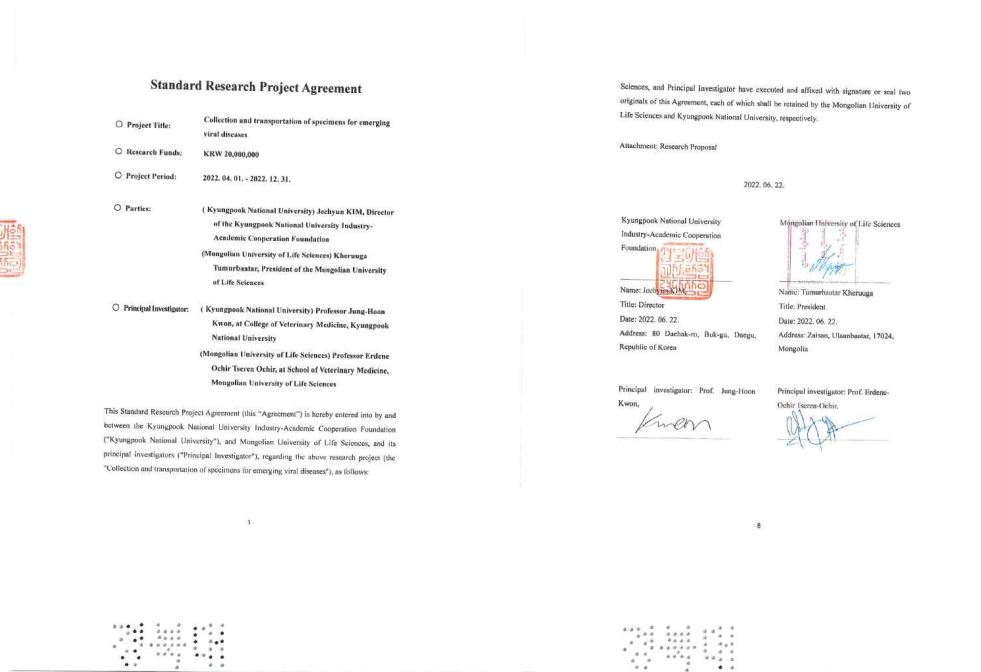 Standard Research Project Agreement
○ Project Title: Collection and transportation of specimens for emerging
viral diseases
○ Research Funds: KRW 20,000,000
○ Project Period: 2022. 04. 01. - 2022. 12. 31.
○ Parties: ( Kyungpook National University) Jechyun KIM, Director
of the Kyungpook National University Industry-
Academic Cooperation Foundation
(Mongolian University of Life Sciences) Kheruuga
Tumurbaatar, President of the Mongolian University
of Life Sciences
○ Principal Investigator: ( Kyungpook National University) Professor Jung-Hoan
Kwon, at College of Veterinary Medicine, Kyungpook
National University
(Mongolian University of Life Sciences) Professor Erdene
Ochir Tseren Ochir, at School of Veterinary Medicine,
Mongolian University of Life Sciences
This Standard Research Project Agreement (this "Agreement") is hereby entered into by and
between the Kyungpook National University Industry-Academic Cooperation Foundation
("Kyungpook National University"), and Mongolian University of Life Sciences, and its
principal investigators ("Principal Investigator"), regarding the above research project (the
"Collection and transportation of specimens for emerging viral diseases"), as follows:
1
Sciences, and Principal Investigator have executed and affixed with signature or seal two
originals of this Agreement, each of which shall be retained by the Mongolian University of
Life Sciences and Kyungpook National University, respectively.
Attachment: Research Proposal
2022. 06. 22.
Kyungpook National University
Industry-Academic Cooperation
Foundation
Name: KIM
Title: Director
Date: 2022. 06. 22.
Address: 80 Daehak-ro, Buk-gu, Daegu,
Republic of Korea
Mongolian University of Life Sciences
Name: Tumurbaatar Kheruuga
Title: President
Date: 2022. 06. 22.
Address: Zaisan, Ulaanbaatar, 17024,
Mongolia
Principal investigator: Prof. Jung-Hoon
Kwon,
Kwon
Principal investigator: Prof. Erdene-
Ochir Tseren-Ochir,
8
경북대
경북대